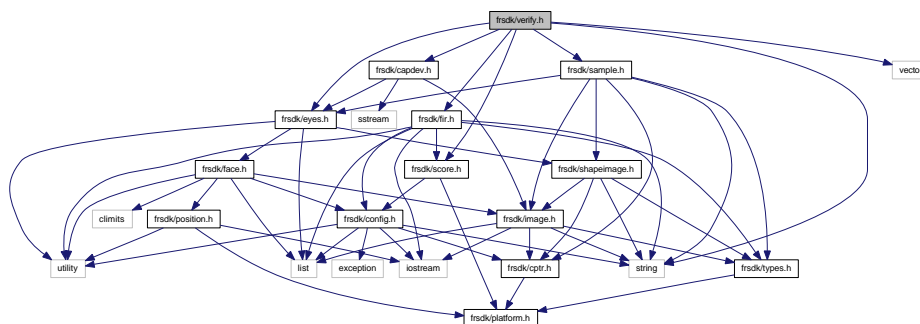 frsdk/verify.h
frsdk/capdev.h
frsdk/sample.h
vector
frsdk/eyes.h
sstream
frsdk/fir.h
frsdk/face.h
frsdk/score.h
frsdk/shapeimage.h
climits
frsdk/position.h
frsdk/config.h
frsdk/image.h
utility
list
exception
iostream
frsdk/cptr.h
string
frsdk/types.h
frsdk/platform.h